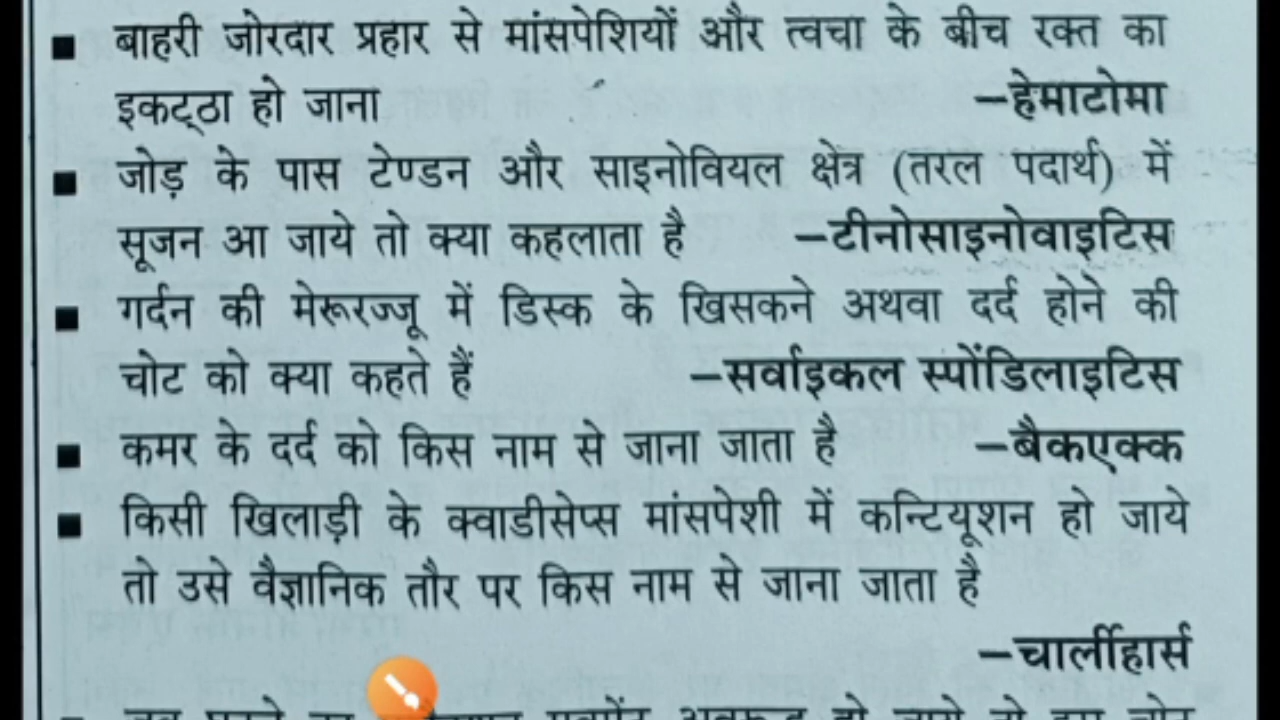 ■ बाहरी जोरदार प्रहार से मांसपेशियों और त्वचा के बीच रक्त का
इकट्ठा हो जाना –हेमाटोमा
■ जोड़ के पास टेण्डन और साइनोवियल क्षेत्र (तरल पदार्थ) में
सूजन आ जाये तो क्या कहलाता है –टीनोसाइनोवाइटिस
■ गर्दन की मेरूरज्जू में डिस्क के खिसकने अथवा दर्द होने की
चोट को क्या कहते हैं –सर्वाइकल स्पोंडिलाइटिस
■ कमर के दर्द को किस नाम से जाना जाता है –बैकएक्क
■ किसी खिलाड़ी के क्वाडीसेप्स मांसपेशी में कन्टियूशन हो जाये
तो उसे वैज्ञानिक तौर पर किस नाम से जाना जाता है
–चार्लीहार्स